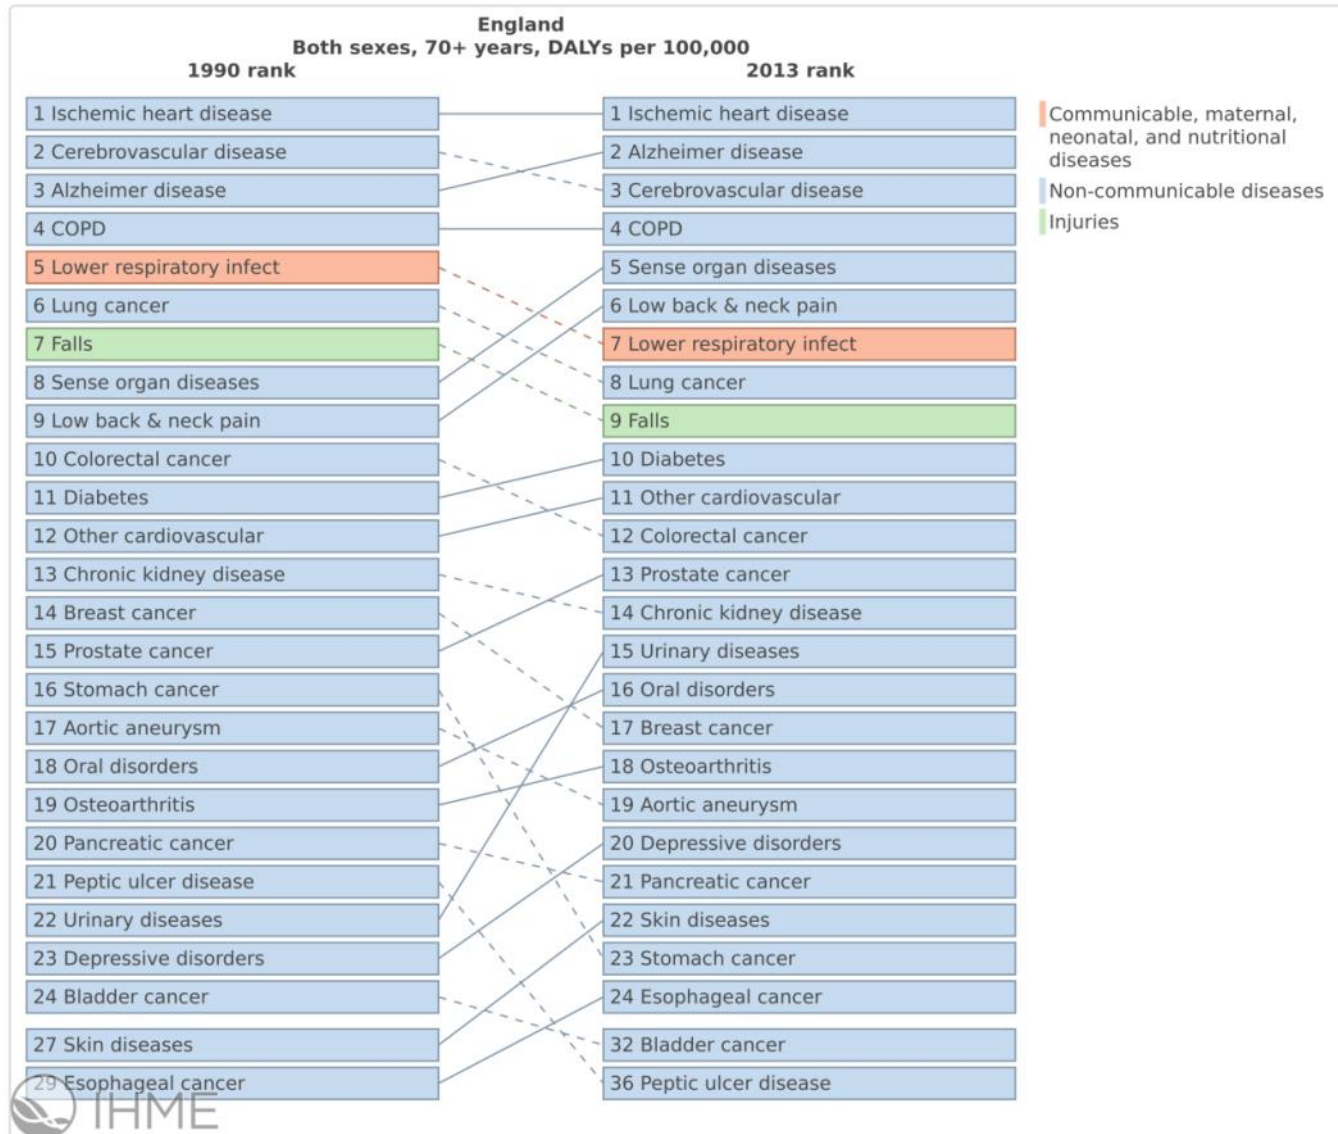 England
Both sexes, 70+ years, DALYs per 100,000
1990 rank
2013 rank
1 Ischemic heart disease
2 Cerebrovascular disease
3 Alzheimer disease
4 COPD
5 Lower respiratory infect
6 Lung cancer
7 Falls
8 Sense organ diseases
9 Low back & neck pain
10 Colorectal cancer
11 Diabetes
12 Other cardiovascular
13 Chronic kidney disease
14 Breast cancer
15 Prostate cancer
16 Stomach cancer
17 Aortic aneurysm
18 Oral disorders
19 Osteoarthritis
20 Pancreatic cancer
21 Peptic ulcer disease
22 Urinary diseases
23 Depressive disorders
24 Bladder cancer
27 Skin diseases
29 Esophageal cancer
1 Ischemic heart disease
2 Alzheimer disease
3 Cerebrovascular disease
4 COPD
5 Sense organ diseases
6 Low back & neck pain
7 Lower respiratory infect
8 Lung cancer
9 Falls
10 Diabetes
11 Other cardiovascular
12 Colorectal cancer
13 Prostate cancer
14 Chronic kidney disease
15 Urinary diseases
16 Oral disorders
17 Breast cancer
18 Osteoarthritis
19 Aortic aneurysm
20 Depressive disorders
21 Pancreatic cancer
22 Skin diseases
23 Stomach cancer
24 Esophageal cancer
32 Bladder cancer
36 Peptic ulcer disease
Communicable, maternal,
neonatal, and nutritional
diseases
Non-communicable diseases
Injuries
IHME